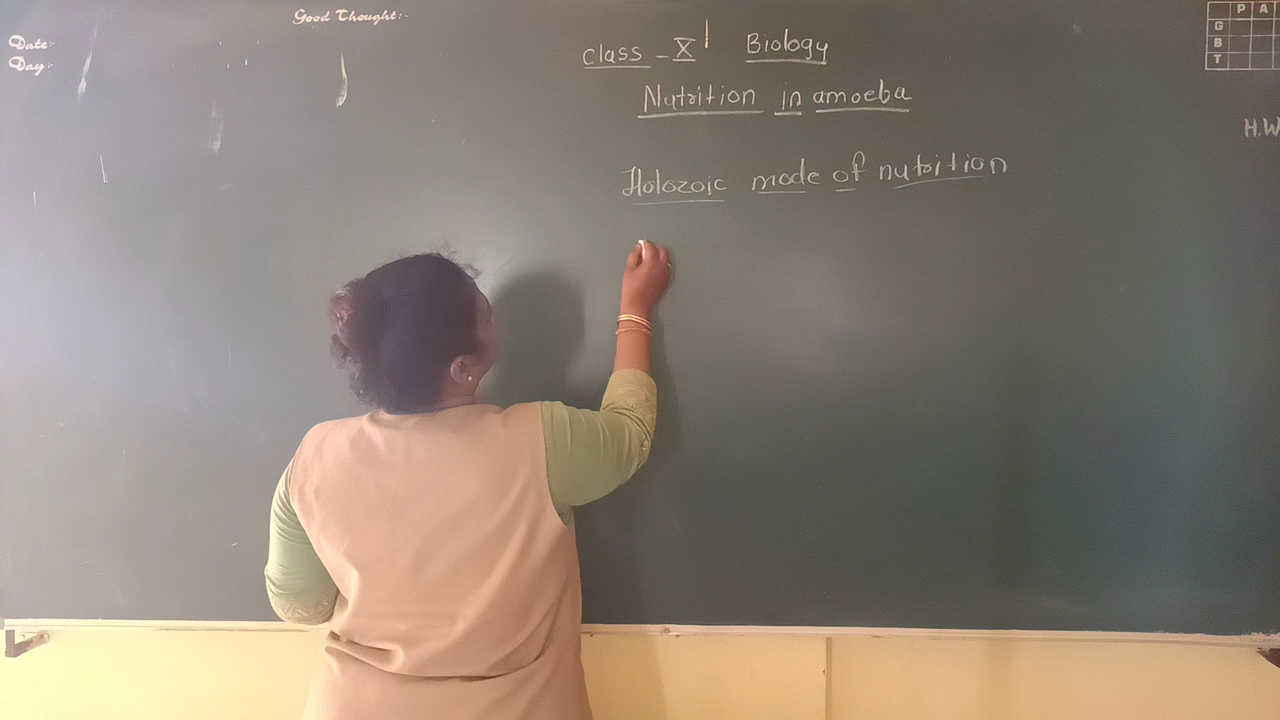 Good Thought:-
Date:-
Day:-
Class - X Biology
Nutrition in amoeba
Holozoic mode of nutrition
P A
G
B
T
H.W